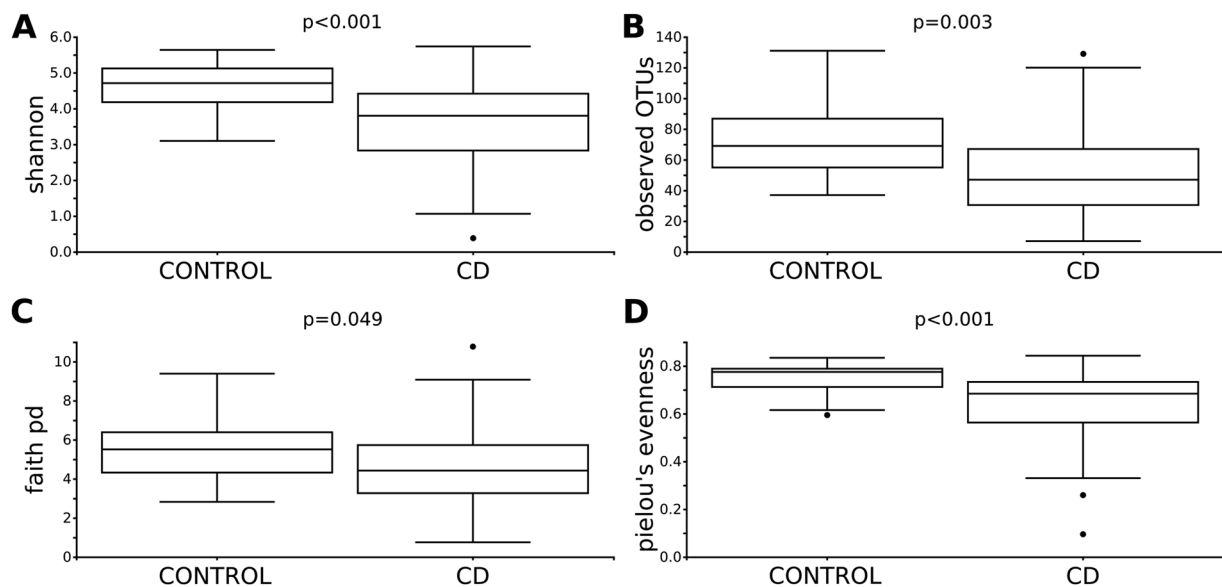 A
p<0.001
shannon
6.0
5.0
4.0
3.0
2.0
1.0
0.0
CONTROL
CD
B
p=0.003
observed OTUs
140
120
100
80
60
40
20
0
CONTROL
CD
C
p=0.049
faith pd
10
8
6
4
2
0
CONTROL
CD
D
p<0.001
pielou's evenness
0.8
0.6
0.4
0.2
0.0
CONTROL
CD